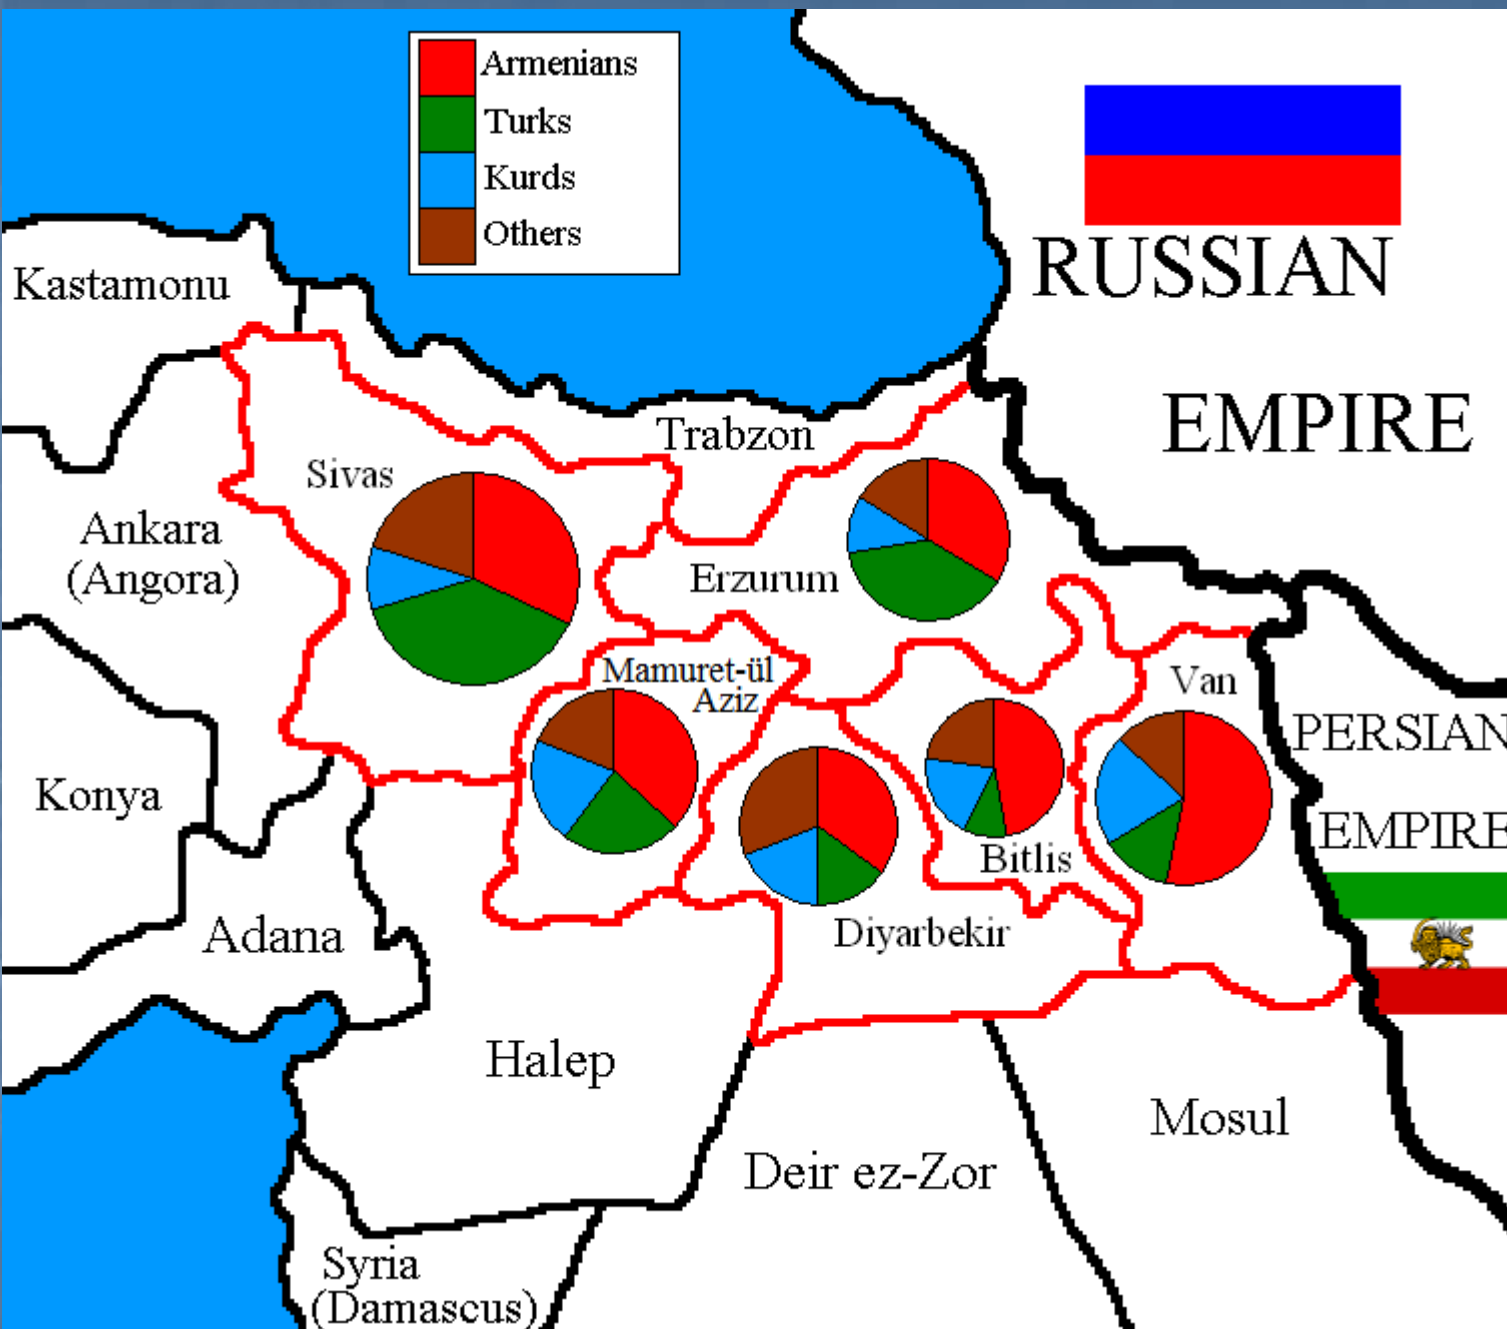 Armenians
Turks
Kurds
Others
RUSSIAN
EMPIRE
Kastamonu
Trabzon
Sivas
Ankara
(Angora)
Erzurum
Mamuret-ül
Aziz
Van
PERSIAN
EMPIRE
Konya
Bitlis
Adana
Diyarbekir
Halep
Mosul
Deir ez-Zor
Syria
(Damascus)